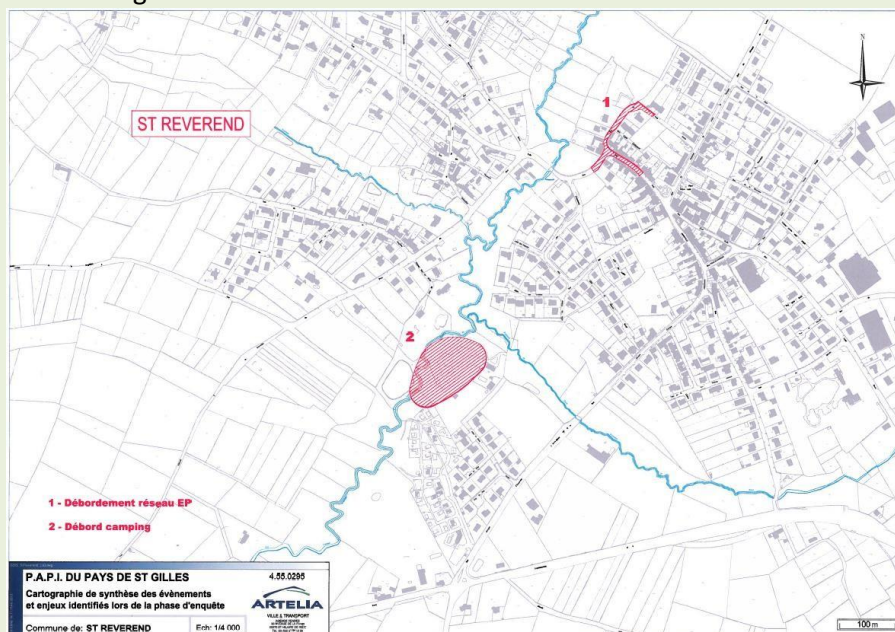 N
1
ST REVEREND
2
1 - Débordement réseau EP
2 - Débord camping
P.A.P.I. DU PAYS DE ST GILLES
4.55.0295
Cartographie de synthèse des évènements
et enjeux identifiés lors de la phase d'enquête
ARTELIA
VILLE & TRANSPORT
Commune de: ST REVEREND
Ech: 1/4 000
100 m